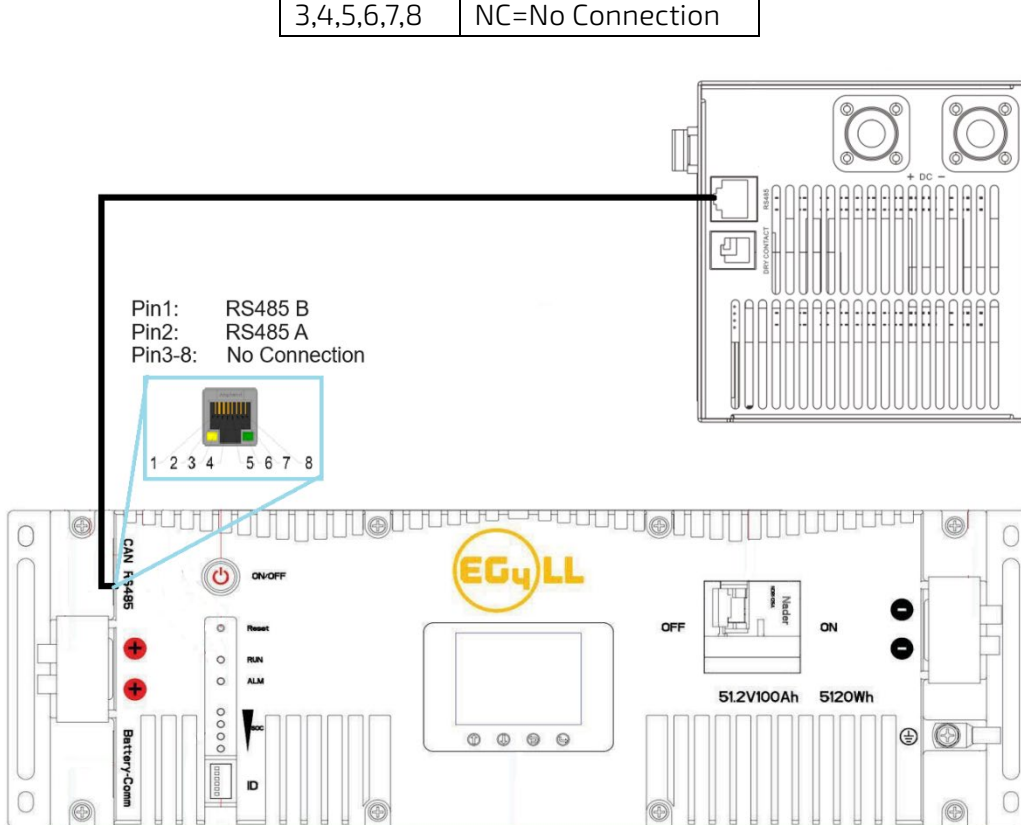 3,4,5,6,7,8 NC=No Connection
+ DC −
RS485
DRY CONTACT
Pin1: RS485 B
Pin2: RS485 A
Pin3-8: No Connection
1 2 3 4 5 6 7 8
CAN RS485
ON/OFF
EG4 LL
Nader
OFF
ON
Reset
RUN
ALM
SOC
51.2V100Ah 5120Wh
Battery-Comm
ID